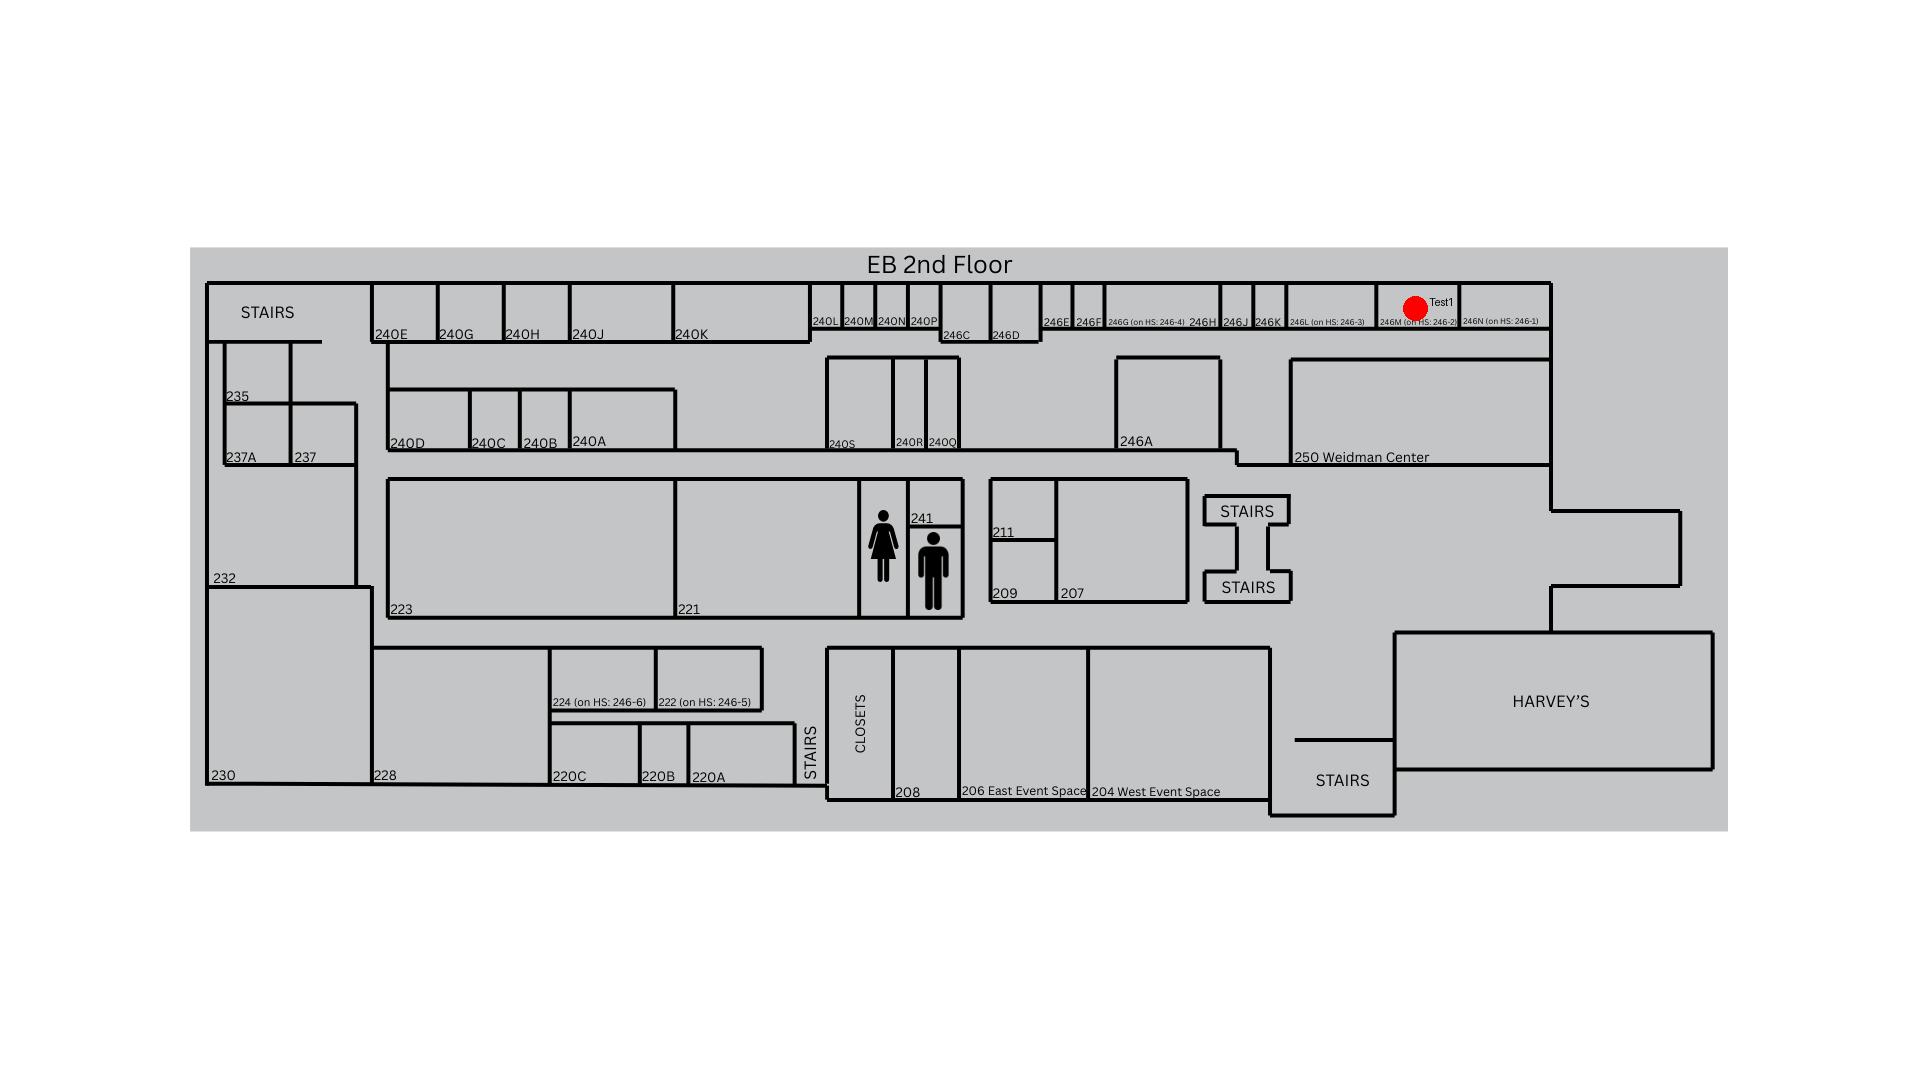 EB 2nd Floor
STAIRS
240E
240G
240H
240J
240K
240L
240M
240N
240P
246C
246D
246E
246F
246G (on HS: 246-4)
246H
246J
246K
246L (on HS: 246-3)
Test1
246M (on HS: 246-2)
246N (on HS: 246-1)
235
237A
237
240D
240C
240B
240A
240S
240R
240Q
246A
250 Weidman Center
232
223
221
241
211
209
207
STAIRS
STAIRS
230
228
224 (on HS: 246-6)
222 (on HS: 246-5)
220C
220B
220A
STAIRS
CLOSETS
208
206 East Event Space
204 West Event Space
STAIRS
HARVEY'S